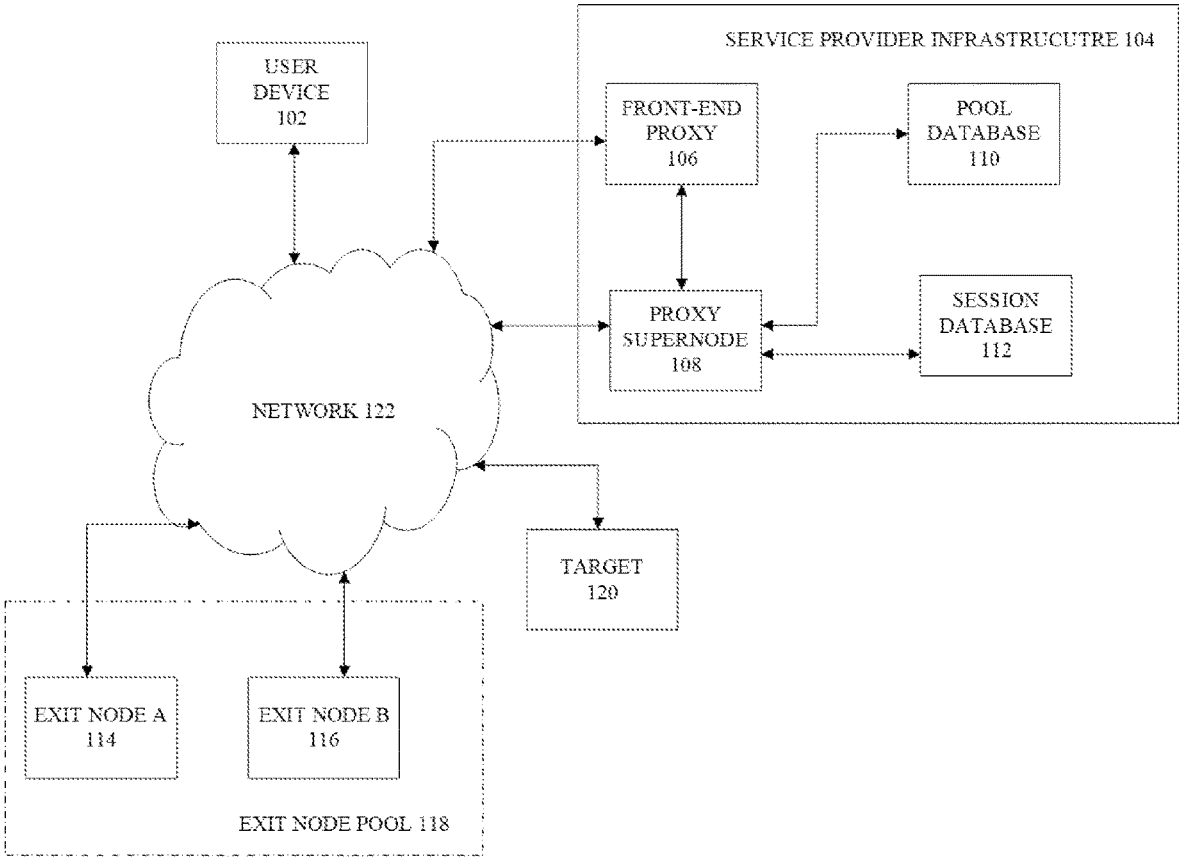 SERVICE PROVIDER INFRASTRUCUTRE 104
USER
DEVICE
102
FRONT-END
PROXY
106
POOL
DATABASE
110
PROXY
SUPERNODE
108
SESSION
DATABASE
112
NETWORK 122
TARGET
120
EXIT NODE A
114
EXIT NODE B
116
EXIT NODE POOL 118